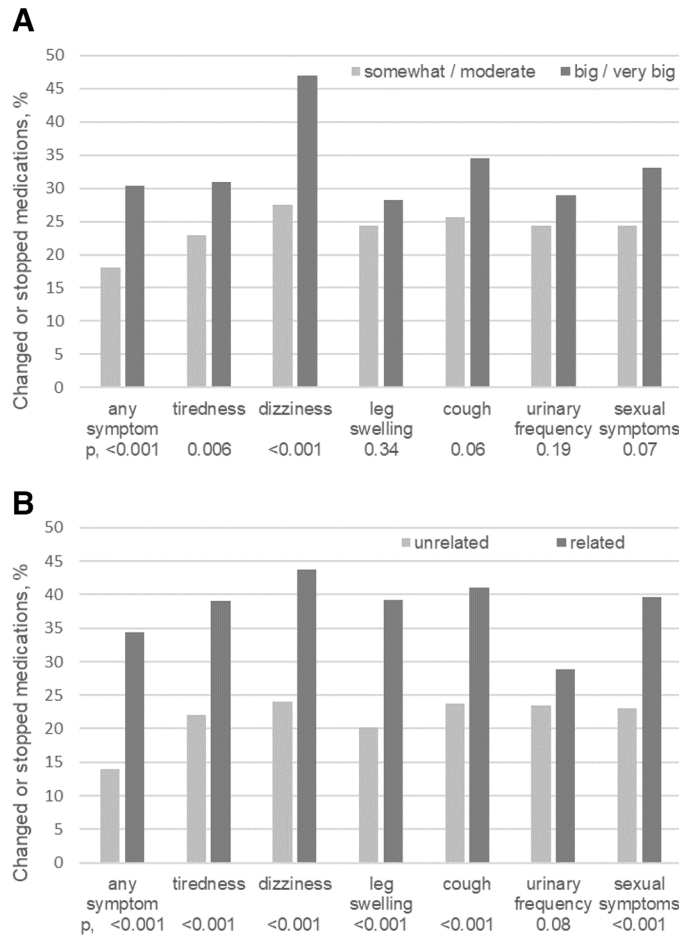 A
Changed or stopped medications, %
50
45
40
35
30
25
20
15
10
5
0
somewhat / moderate big / very big
any symptom tiredness dizziness leg swelling cough urinary frequency sexual symptoms
p, <0.001 0.006 <0.001 0.34 0.06 0.19 0.07
B
Changed or stopped medications, %
50
45
40
35
30
25
20
15
10
5
0
unrelated related
any symptom tiredness dizziness leg swelling cough urinary frequency sexual symptoms
p, <0.001 <0.001 <0.001 <0.001 <0.001 0.08 <0.001